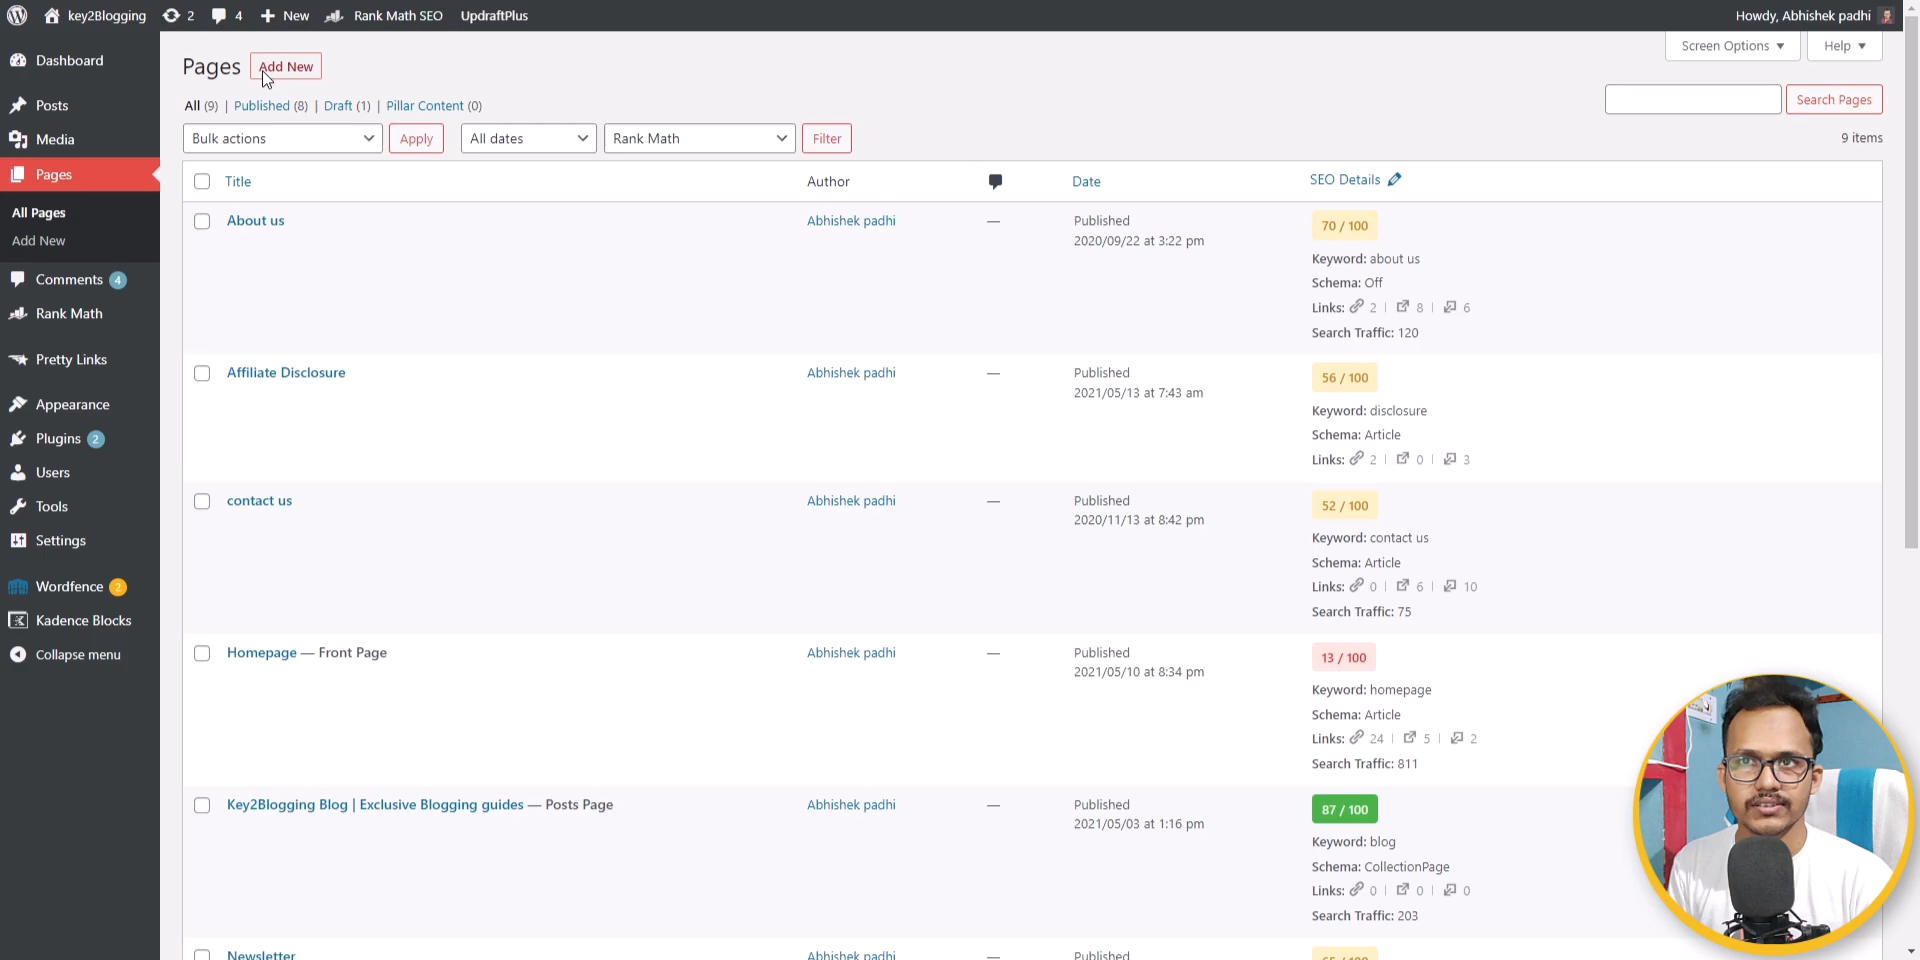 key2Blogging 2 4 New Rank Math SEO UpdraftPlus Howdy, Abhishek padhi
Screen Options Help
Dashboard
Posts
Media
Pages
All Pages
Add New
Comments 4
Rank Math
Pretty Links
Appearance
Plugins 2
Users
Tools
Settings
Wordfence 2
Kadence Blocks
Collapse menu
Pages Add New
All (9) | Published (8) | Draft (1) | Pillar Content (0)
Search Pages
Bulk actions Apply All dates Rank Math Filter
9 items
Title Author Date SEO Details
About us Abhishek padhi — Published
2020/09/22 at 3:22 pm
70 / 100
Keyword: about us
Schema: Off
Links: 2 | 8 | 6
Search Traffic: 120
Affiliate Disclosure Abhishek padhi — Published
2021/05/13 at 7:43 am
56 / 100
Keyword: disclosure
Schema: Article
Links: 2 | 0 | 3
contact us Abhishek padhi — Published
2020/11/13 at 8:42 pm
52 / 100
Keyword: contact us
Schema: Article
Links: 0 | 6 | 10
Search Traffic: 75
Homepage — Front Page Abhishek padhi — Published
2021/05/10 at 8:34 pm
13 / 100
Keyword: homepage
Schema: Article
Links: 24 | 5 | 2
Search Traffic: 811
Key2Blogging Blog | Exclusive Blogging guides — Posts Page Abhishek padhi — Published
2021/05/03 at 1:16 pm
87 / 100
Keyword: blog
Schema: CollectionPage
Links: 0 | 0 | 0
Search Traffic: 203
Newsletter Abhishek padhi — Published